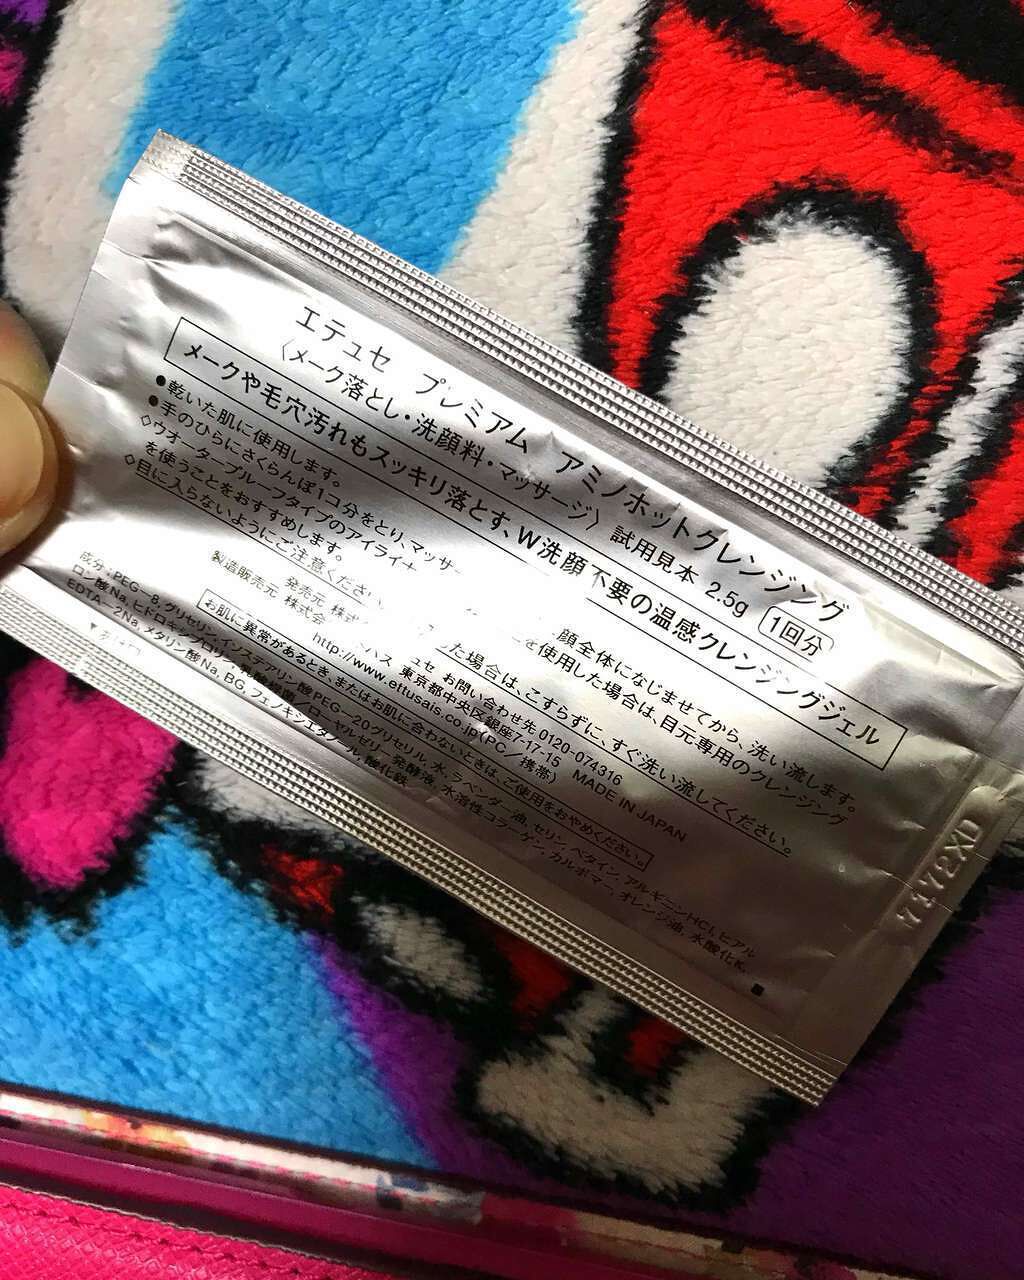 エテュセ プレミアム アミノホットクレンジング
〈メーク落とし・洗顔料・マッサージ〉 試用見本 2.5g 1回分
メークや毛穴汚れもスッキリ落とす、W洗顔不要の温感クレンジングジェル
●乾いた肌に使用します。
●手のひらにさくらんぼ1コ分をとり、マッサー 顔全体になじませてから、洗い流します。
◇ウオータープルーフタイプのアイライナ を使用した場合は、目元専用のクレンジング
を使うことをおすすめします。
◇目に入らないようにご注意ください 場合は、こすらずに、すぐ洗い流してください。
発売元 株式 お問い合わせ先 0120-074316
製造販売元 株式会 東京都中央区銀座7-17-15 MADE IN JAPAN
http://www.ettusais.co.jp(PC/携帯)
お肌に異常があるとき、またはお肌に合わないときは、ご使用をおやめください。
成分:PEG-8, グリセリン, イソステアリン酸PEG-20グリセリル, 水, ラベンダー油, セリン, ベタイン, アルギニンHCl, ヒアル
ロン酸Na, ヒドロキシプロリン, 酵母/ローヤルゼリー発酵液, 水溶性コラーゲン, カルボマー, オレンジ油, 水酸化K,
EDTA-2Na, メタリン酸Na, BG, フェノキシエタノール, 酸化鉄
7172XD